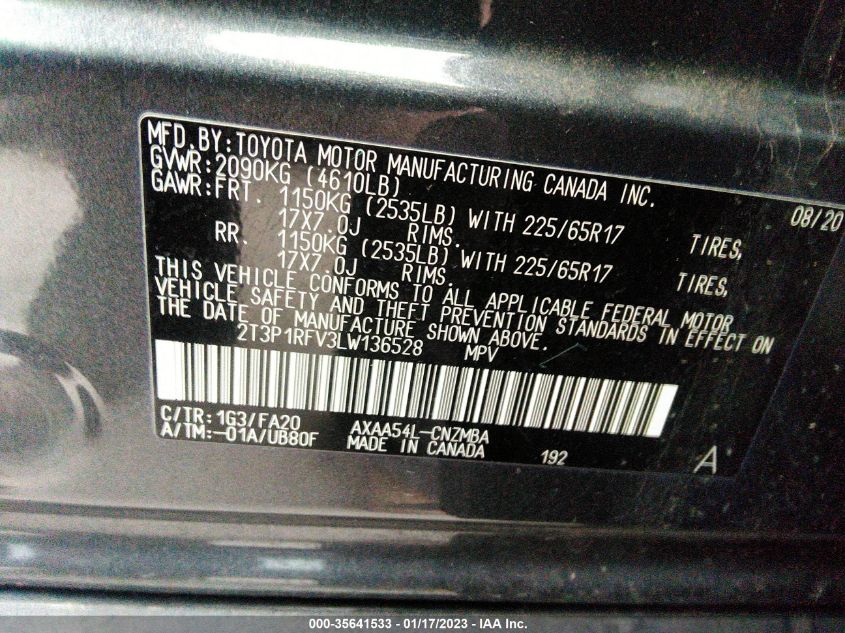 MFD.BY:TOYOTA MOTOR MANUFACTURING CANADA INC.
GVWR:2090KG (4610LB) 08/20
GAWR:FRT. 1150KG (2535LB) WITH 225/65R17 TIRES,
17X7.0J RIMS.
RR. 1150KG (2535LB) WITH 225/65R17 TIRES,
17X7.0J RIMS.
THIS VEHICLE CONFORMS TO ALL APPLICABLE FEDERAL MOTOR
VEHICLE SAFETY AND THEFT PREVENTION STANDARDS IN EFFECT ON
THE DATE OF MANUFACTURE SHOWN ABOVE.
2T3P1RFV3LW136528 MPV
C/TR:1G3/FA20 AXAA54L-CNZMBA
A/TM:-01A/UB80F MADE IN CANADA 192 A
000-35641533 - 01/17/2023 - IAA Inc.